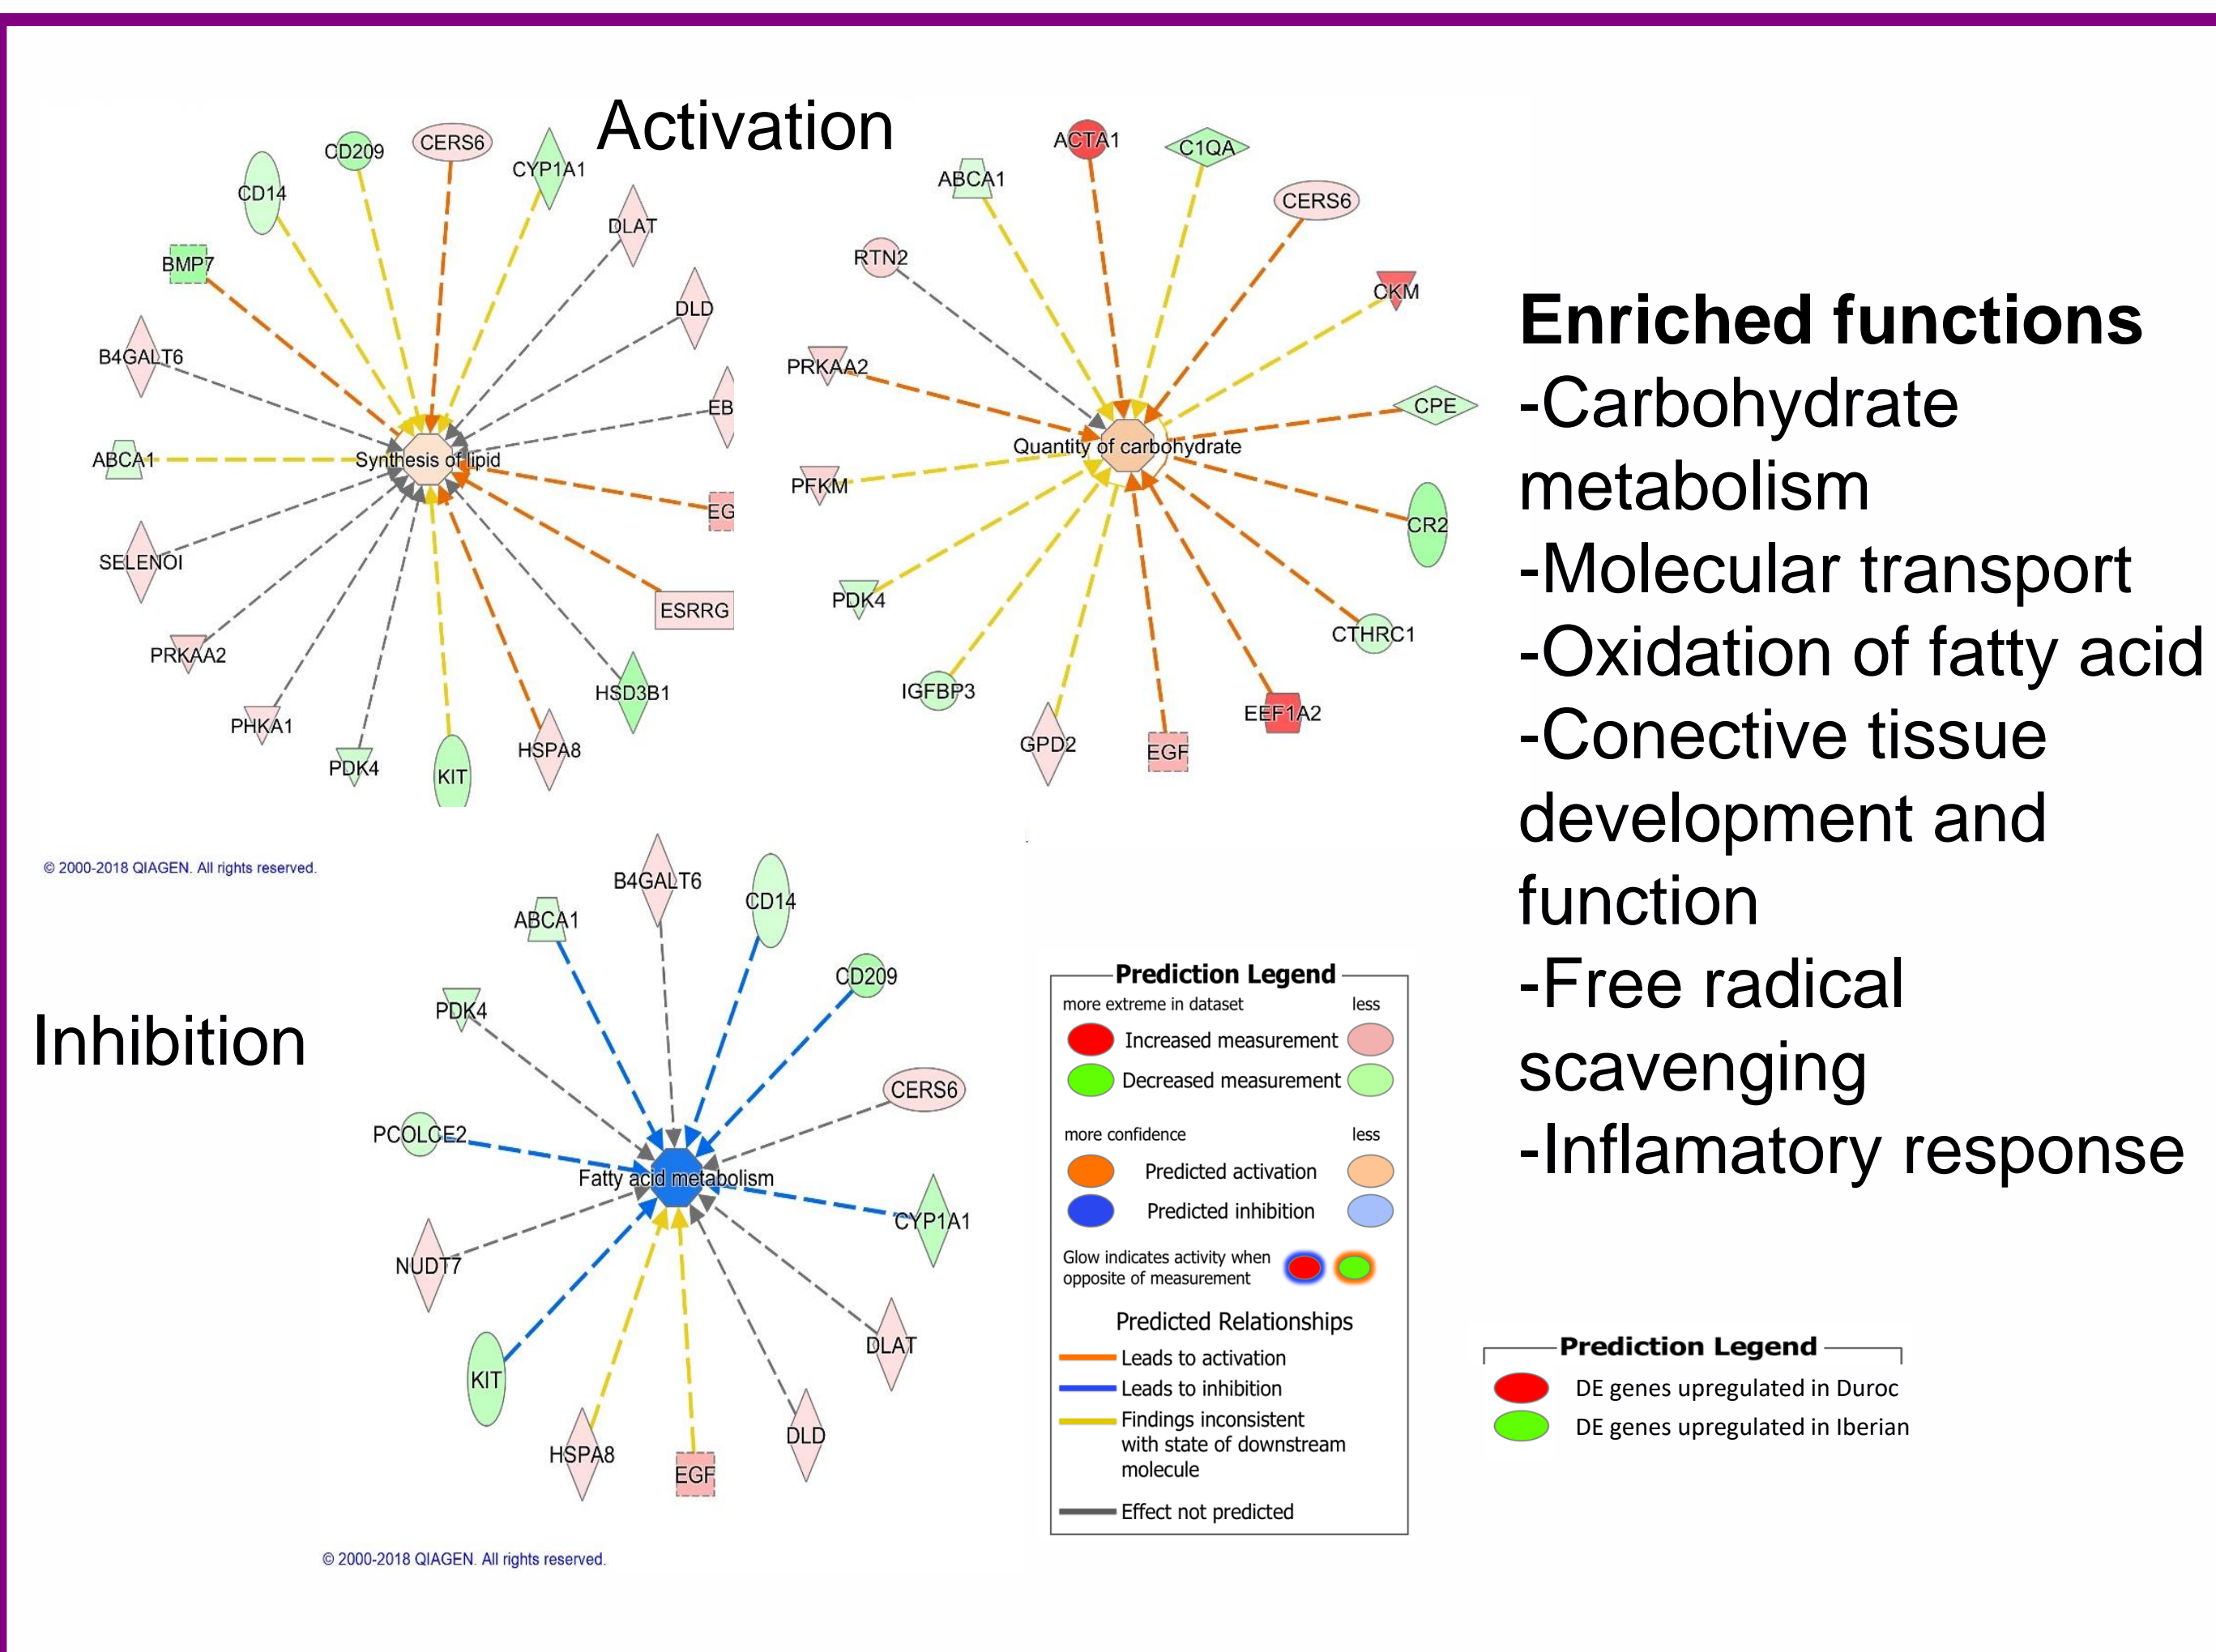 Activation
CD209
CERS6
CYP1A1
CD14
DLAT
BMP7
DLD
B4GALT6
EB
ABCA1
Synthesis of lipid
EG
SELENOI
ESRRG
PRKAA2
HSD3B1
PHKA1
HSPA8
PDK4
KIT
© 2000-2018 QIAGEN. All rights reserved.
ACTA1
C1QA
ABCA1
CERS6
RTN2
CKM
PRKAA2
CPE
Quantity of carbohydrate
PFKM
CR2
PDK4
CTHRC1
IGFBP3
EEF1A2
GPD2
EGF
Inhibition
B4GALT6
CD14
ABCA1
CD209
PDK4
CERS6
PCOLCE2
Fatty acid metabolism
CYP1A1
NUDT7
DLAT
KIT
DLD
HSPA8
EGF
© 2000-2018 QIAGEN. All rights reserved.
Prediction Legend
more extreme in dataset less
Increased measurement
Decreased measurement
more confidence less
Predicted activation
Predicted inhibition
Glow indicates activity when
opposite of measurement
Predicted Relationships
Leads to activation
Leads to inhibition
Findings inconsistent
with state of downstream
molecule
Effect not predicted
Enriched functions
-Carbohydrate
metabolism
-Molecular transport
-Oxidation of fatty acid
-Conective tissue
development and
function
-Free radical
scavenging
-Inflamatory response
Prediction Legend
DE genes upregulated in Duroc
DE genes upregulated in Iberian